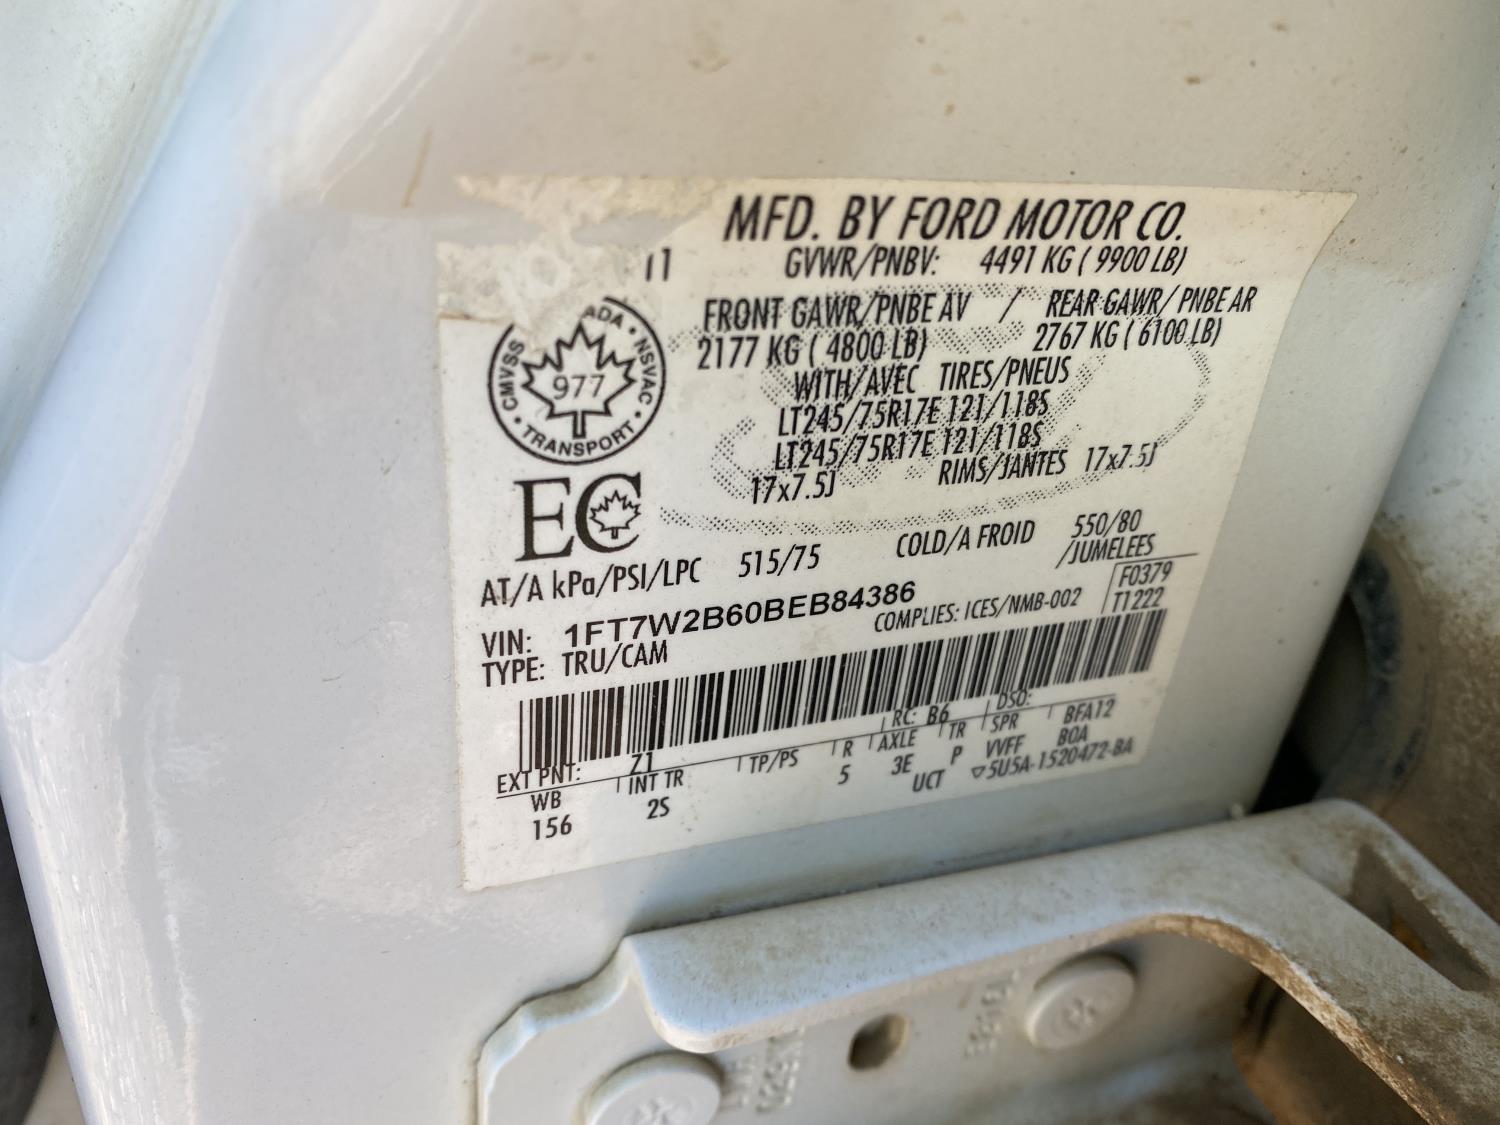 MFD. BY FORD MOTOR CO.
11
GVWR/PNBV: 4491 KG ( 9900 LB)
FRONT GAWR/PNBE AV / REAR GAWR/ PNBE AR
2177 KG ( 4800 LB) 2767 KG ( 6100 LB)
WITH/AVEC TIRES/PNEUS
LT245/75R17E 121/118S
LT245/75R17E 121/118S
17x7.5J RIMS/JANTES 17x7.5J
ADA • NSVAC •
CMVSS
977
• TRANSPORT •
EC
AT/A kPa/PSI/LPC 515/75 COLD/A FROID 550/80
/JUMELEES
VIN: 1FT7W2B60BEB84386
COMPLIES: ICES/NMB-002
F0379
T1222
TYPE: TRU/CAM
EXT PNT: Z1 RC: B6 DSO:
WB INT TR TP/PS R AXLE TR SPR BFA12
156 2S 5 3E P VVFF BOA
UCT ▽5U5A-1520472-BA